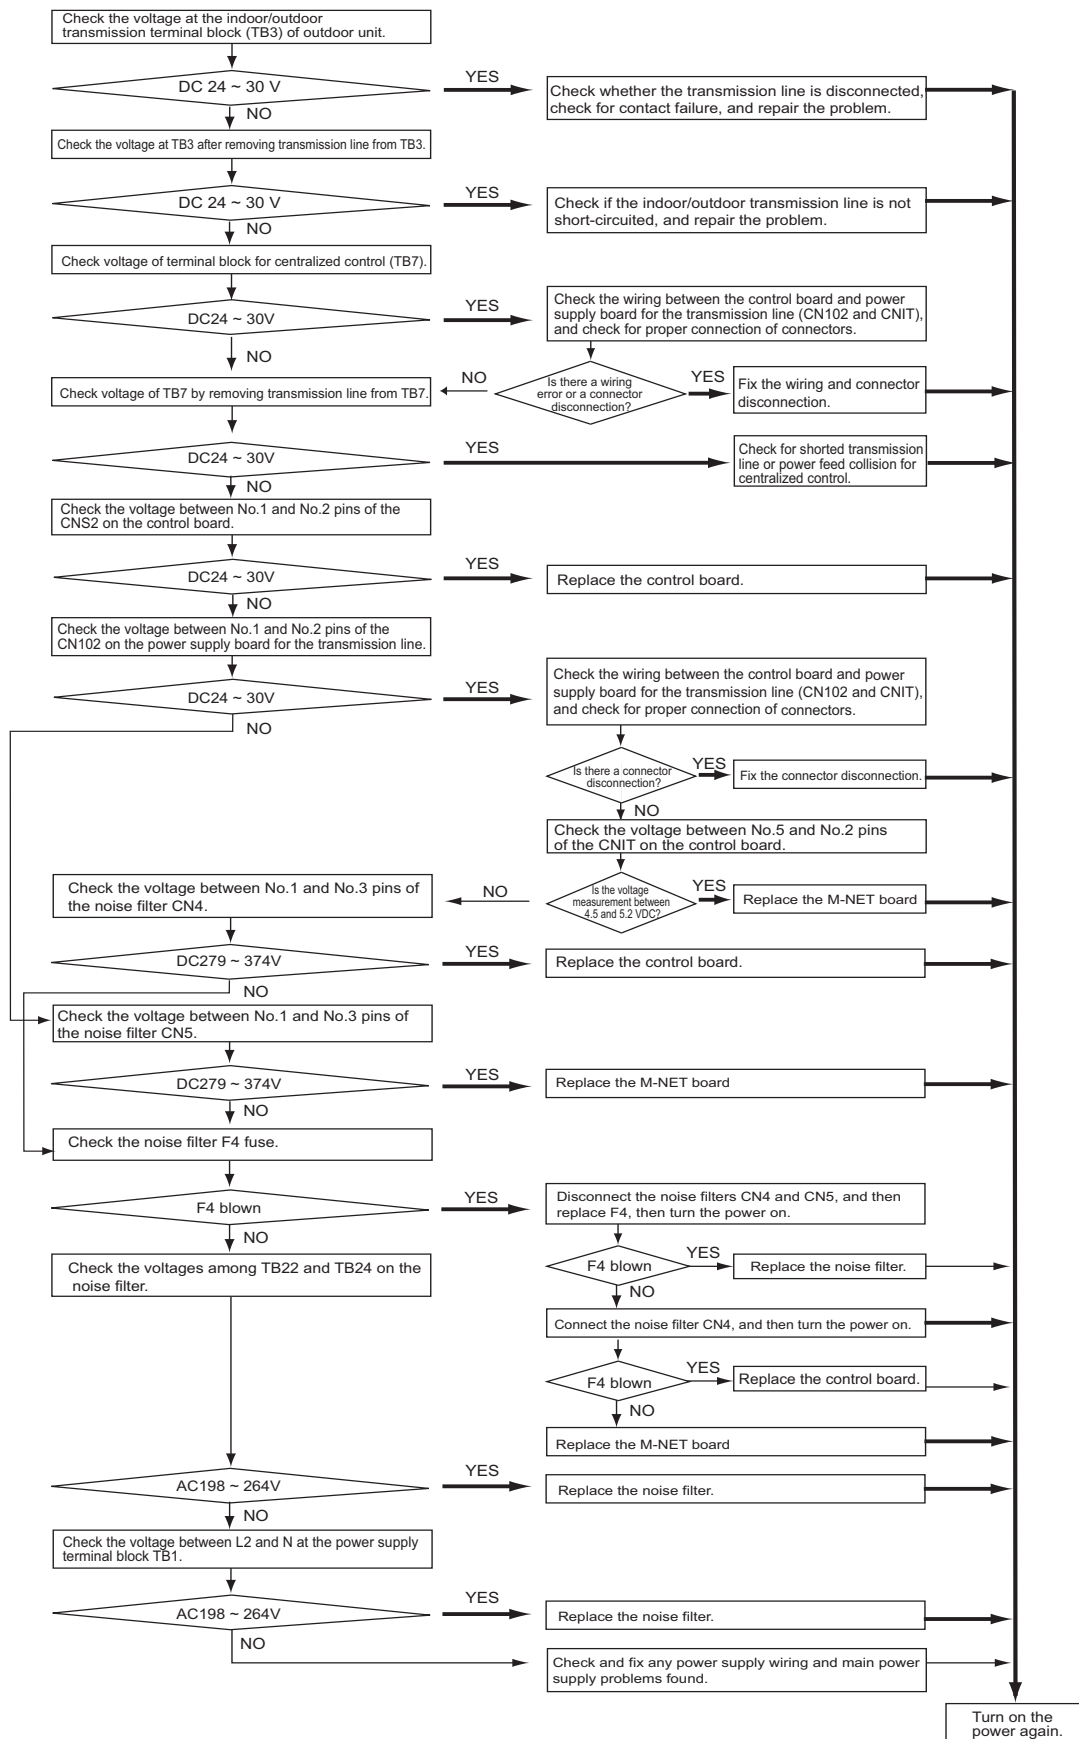 Check the voltage at the indoor/outdoor
transmission terminal block (TB3) of outdoor unit.
DC 24 ~ 30 V
YES
Check whether the transmission line is disconnected,
check for contact failure, and repair the problem.
NO
Check the voltage at TB3 after removing transmission line from TB3.
DC 24 ~ 30 V
YES
Check if the indoor/outdoor transmission line is not
short-circuited, and repair the problem.
NO
Check voltage of terminal block for centralized control (TB7).
DC24 ~ 30V
YES
Check the wiring between the control board and power
supply board for the transmission line (CN102 and CNIT),
and check for proper connection of connectors.
NO
Is there a wiring
error or a connector
disconnection?
YES
Fix the wiring and connector
disconnection.
NO
Check voltage of TB7 by removing transmission line from TB7.
DC24 ~ 30V
YES
Check for shorted transmission
line or power feed collision for
centralized control.
NO
Check the voltage between No.1 and No.2 pins of the
CNS2 on the control board.
DC24 ~ 30V
YES
Replace the control board.
NO
Check the voltage between No.1 and No.2 pins of the
CN102 on the power supply board for the transmission line.
DC24 ~ 30V
YES
Check the wiring between the control board and power
supply board for the transmission line (CN102 and CNIT),
and check for proper connection of connectors.
NO
Is there a connector
disconnection?
YES
Fix the connector disconnection.
NO
Check the voltage between No.5 and No.2 pins
of the CNIT on the control board.
Is the voltage
measurement between
4.5 and 5.2 VDC?
YES
Replace the M-NET board
NO
Check the voltage between No.1 and No.3 pins of
the noise filter CN4.
DC279 ~ 374V
YES
Replace the control board.
NO
Check the voltage between No.1 and No.3 pins of
the noise filter CN5.
DC279 ~ 374V
YES
Replace the M-NET board
NO
Check the noise filter F4 fuse.
F4 blown
YES
Disconnect the noise filters CN4 and CN5, and then
replace F4, then turn the power on.
NO
F4 blown
YES
Replace the noise filter.
NO
Check the voltages among TB22 and TB24 on the
noise filter.
Connect the noise filter CN4, and then turn the power on.
F4 blown
YES
Replace the control board.
NO
Replace the M-NET board
AC198 ~ 264V
YES
Replace the noise filter.
NO
Check the voltage between L2 and N at the power supply
terminal block TB1.
AC198 ~ 264V
YES
Replace the noise filter.
NO
Check and fix any power supply wiring and main power
supply problems found.
Turn on the
power again.